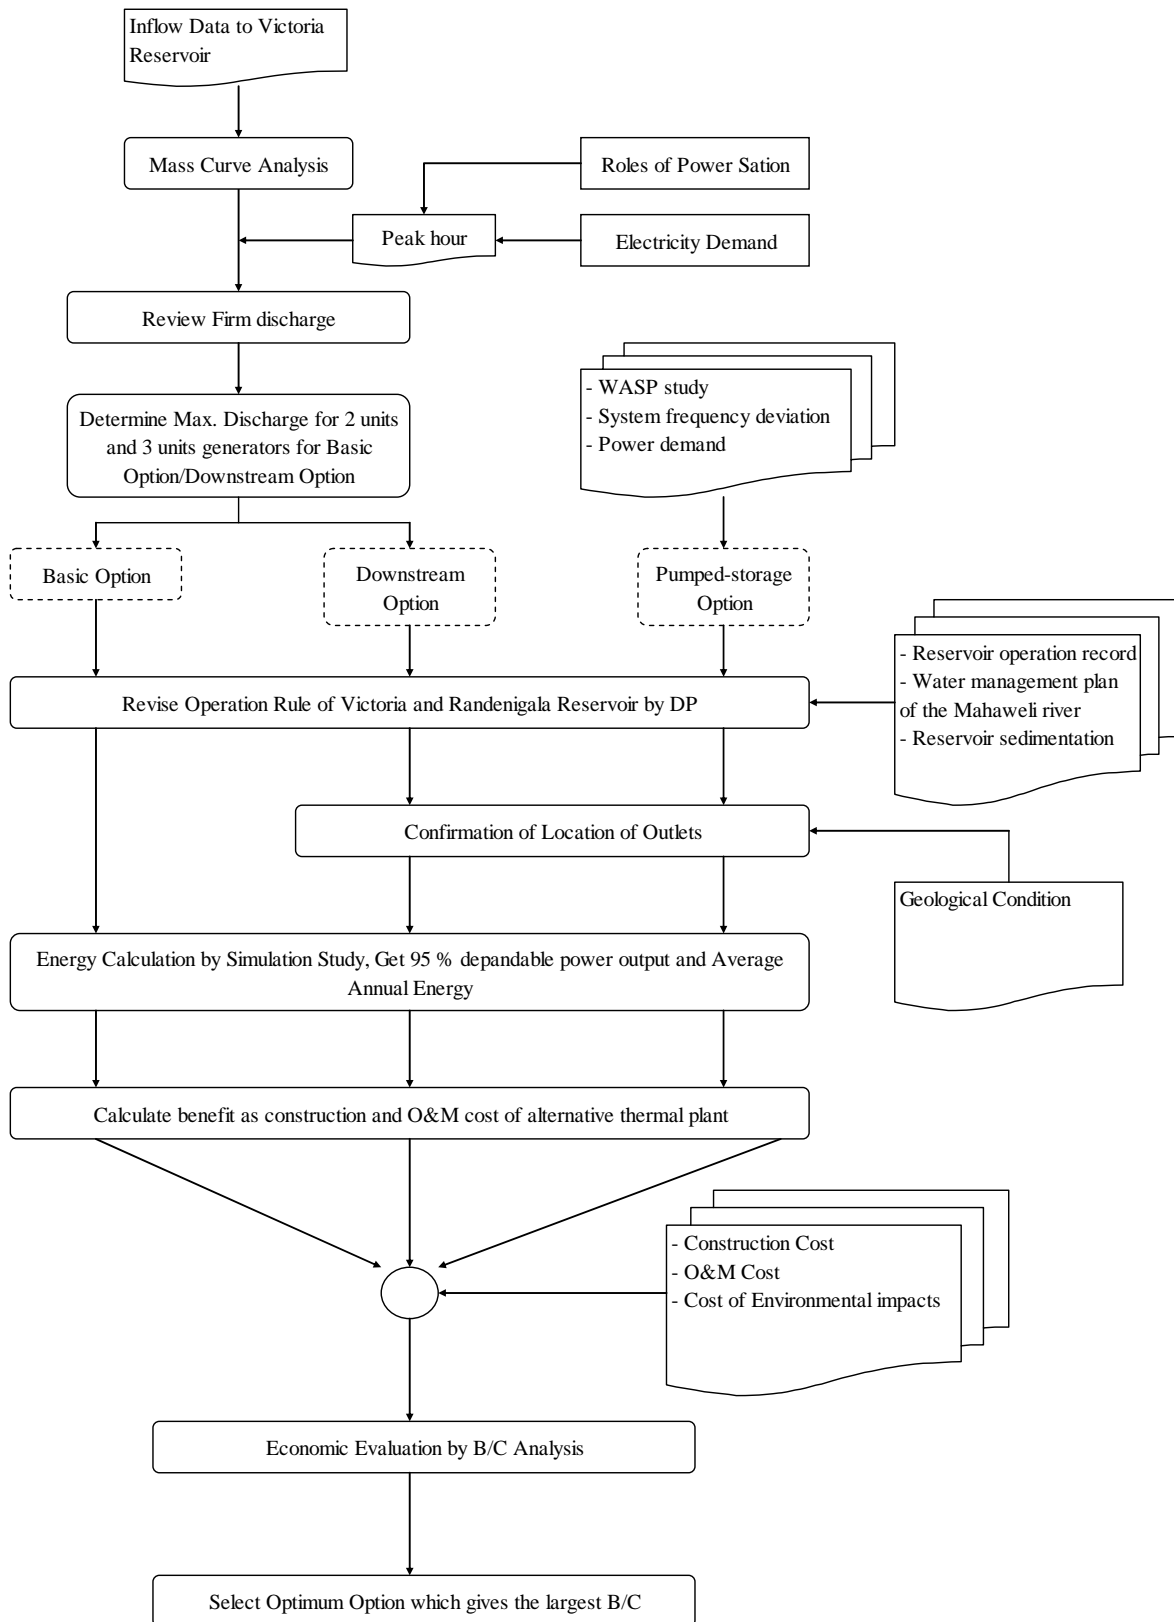 Inflow Data to Victoria
Reservoir
Mass Curve Analysis
Roles of Power Sation
Peak hour
Electricity Demand
Review Firm discharge
- WASP study
- System frequency deviation
- Power demand
Determine Max. Discharge for 2 units
and 3 units generators for Basic
Option/Downstream Option
Basic Option
Downstream
Option
Pumped-storage
Option
- Reservoir operation record
- Water management plan
of the Mahaweli river
- Reservoir sedimentation
Revise Operation Rule of Victoria and Randenigala Reservoir by DP
Confirmation of Location of Outlets
Geological Condition
Energy Calculation by Simulation Study, Get 95 % depandable power output and Average
Annual Energy
Calculate benefit as construction and O&M cost of alternative thermal plant
- Construction Cost
- O&M Cost
- Cost of Environmental impacts
Economic Evaluation by B/C Analysis
Select Optimum Option which gives the largest B/C